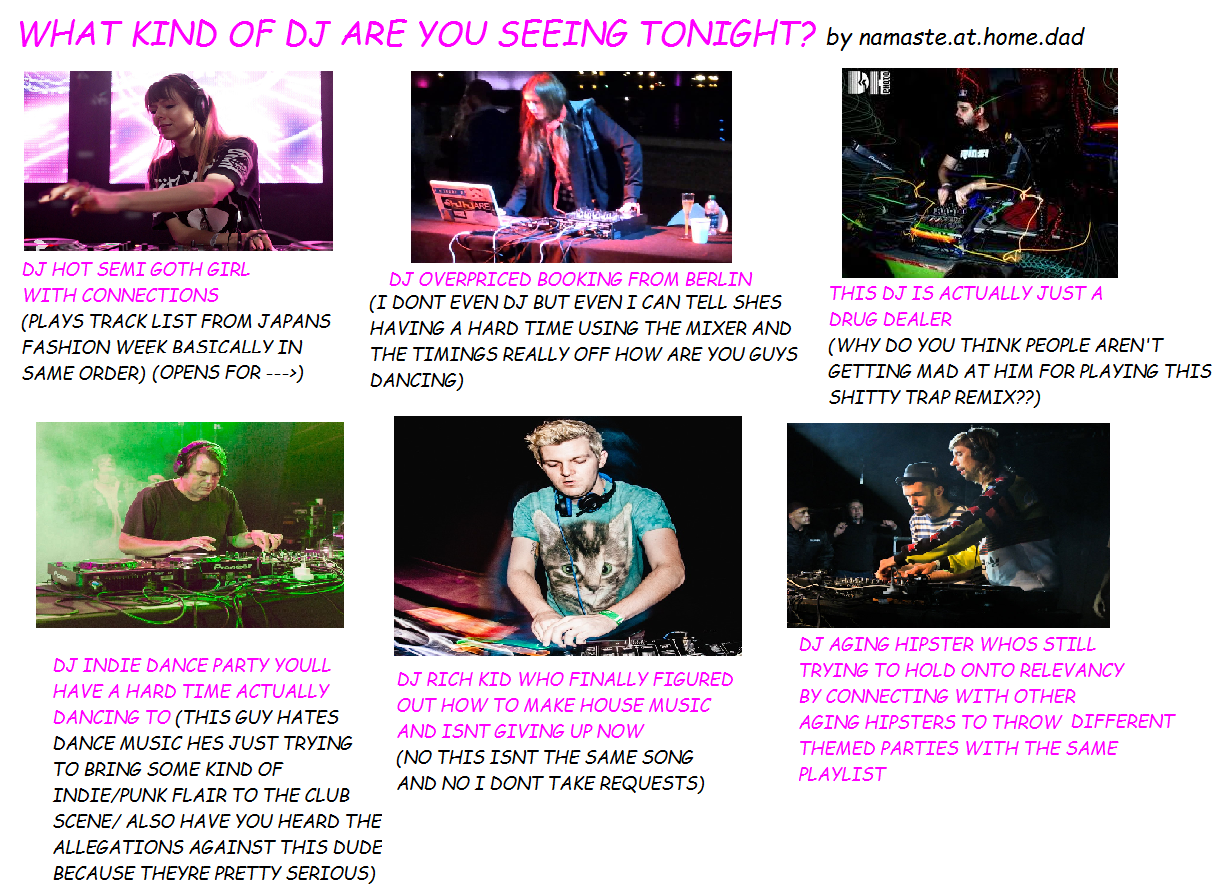 WHAT KIND OF DJ ARE YOU SEEING TONIGHT? by namaste.at.home.dad
DJ HOT SEMI GOTH GIRL
WITH CONNECTIONS
(PLAYS TRACK LIST FROM JAPANS
FASHION WEEK BASICALLY IN
SAME ORDER) (OPENS FOR --->)
DJ OVERPRICED BOOKING FROM BERLIN
(I DONT EVEN DJ BUT EVEN I CAN TELL SHES
HAVING A HARD TIME USING THE MIXER AND
THE TIMINGS REALLY OFF HOW ARE YOU GUYS
DANCING)
THIS DJ IS ACTUALLY JUST A
DRUG DEALER
(WHY DO YOU THINK PEOPLE AREN'T
GETTING MAD AT HIM FOR PLAYING THIS
SHITTY TRAP REMIX??)
DJ INDIE DANCE PARTY YOULL
HAVE A HARD TIME ACTUALLY
DANCING TO (THIS GUY HATES
DANCE MUSIC HES JUST TRYING
TO BRING SOME KIND OF
INDIE/PUNK FLAIR TO THE CLUB
SCENE/ ALSO HAVE YOU HEARD THE
ALLEGATIONS AGAINST THIS DUDE
BECAUSE THEYRE PRETTY SERIOUS)
Pioneer
DJ RICH KID WHO FINALLY FIGURED
OUT HOW TO MAKE HOUSE MUSIC
AND ISNT GIVING UP NOW
(NO THIS ISNT THE SAME SONG
AND NO I DONT TAKE REQUESTS)
DJ AGING HIPSTER WHOS STILL
TRYING TO HOLD ONTO RELEVANCY
BY CONNECTING WITH OTHER
AGING HIPSTERS TO THROW DIFFERENT
THEMED PARTIES WITH THE SAME
PLAYLIST